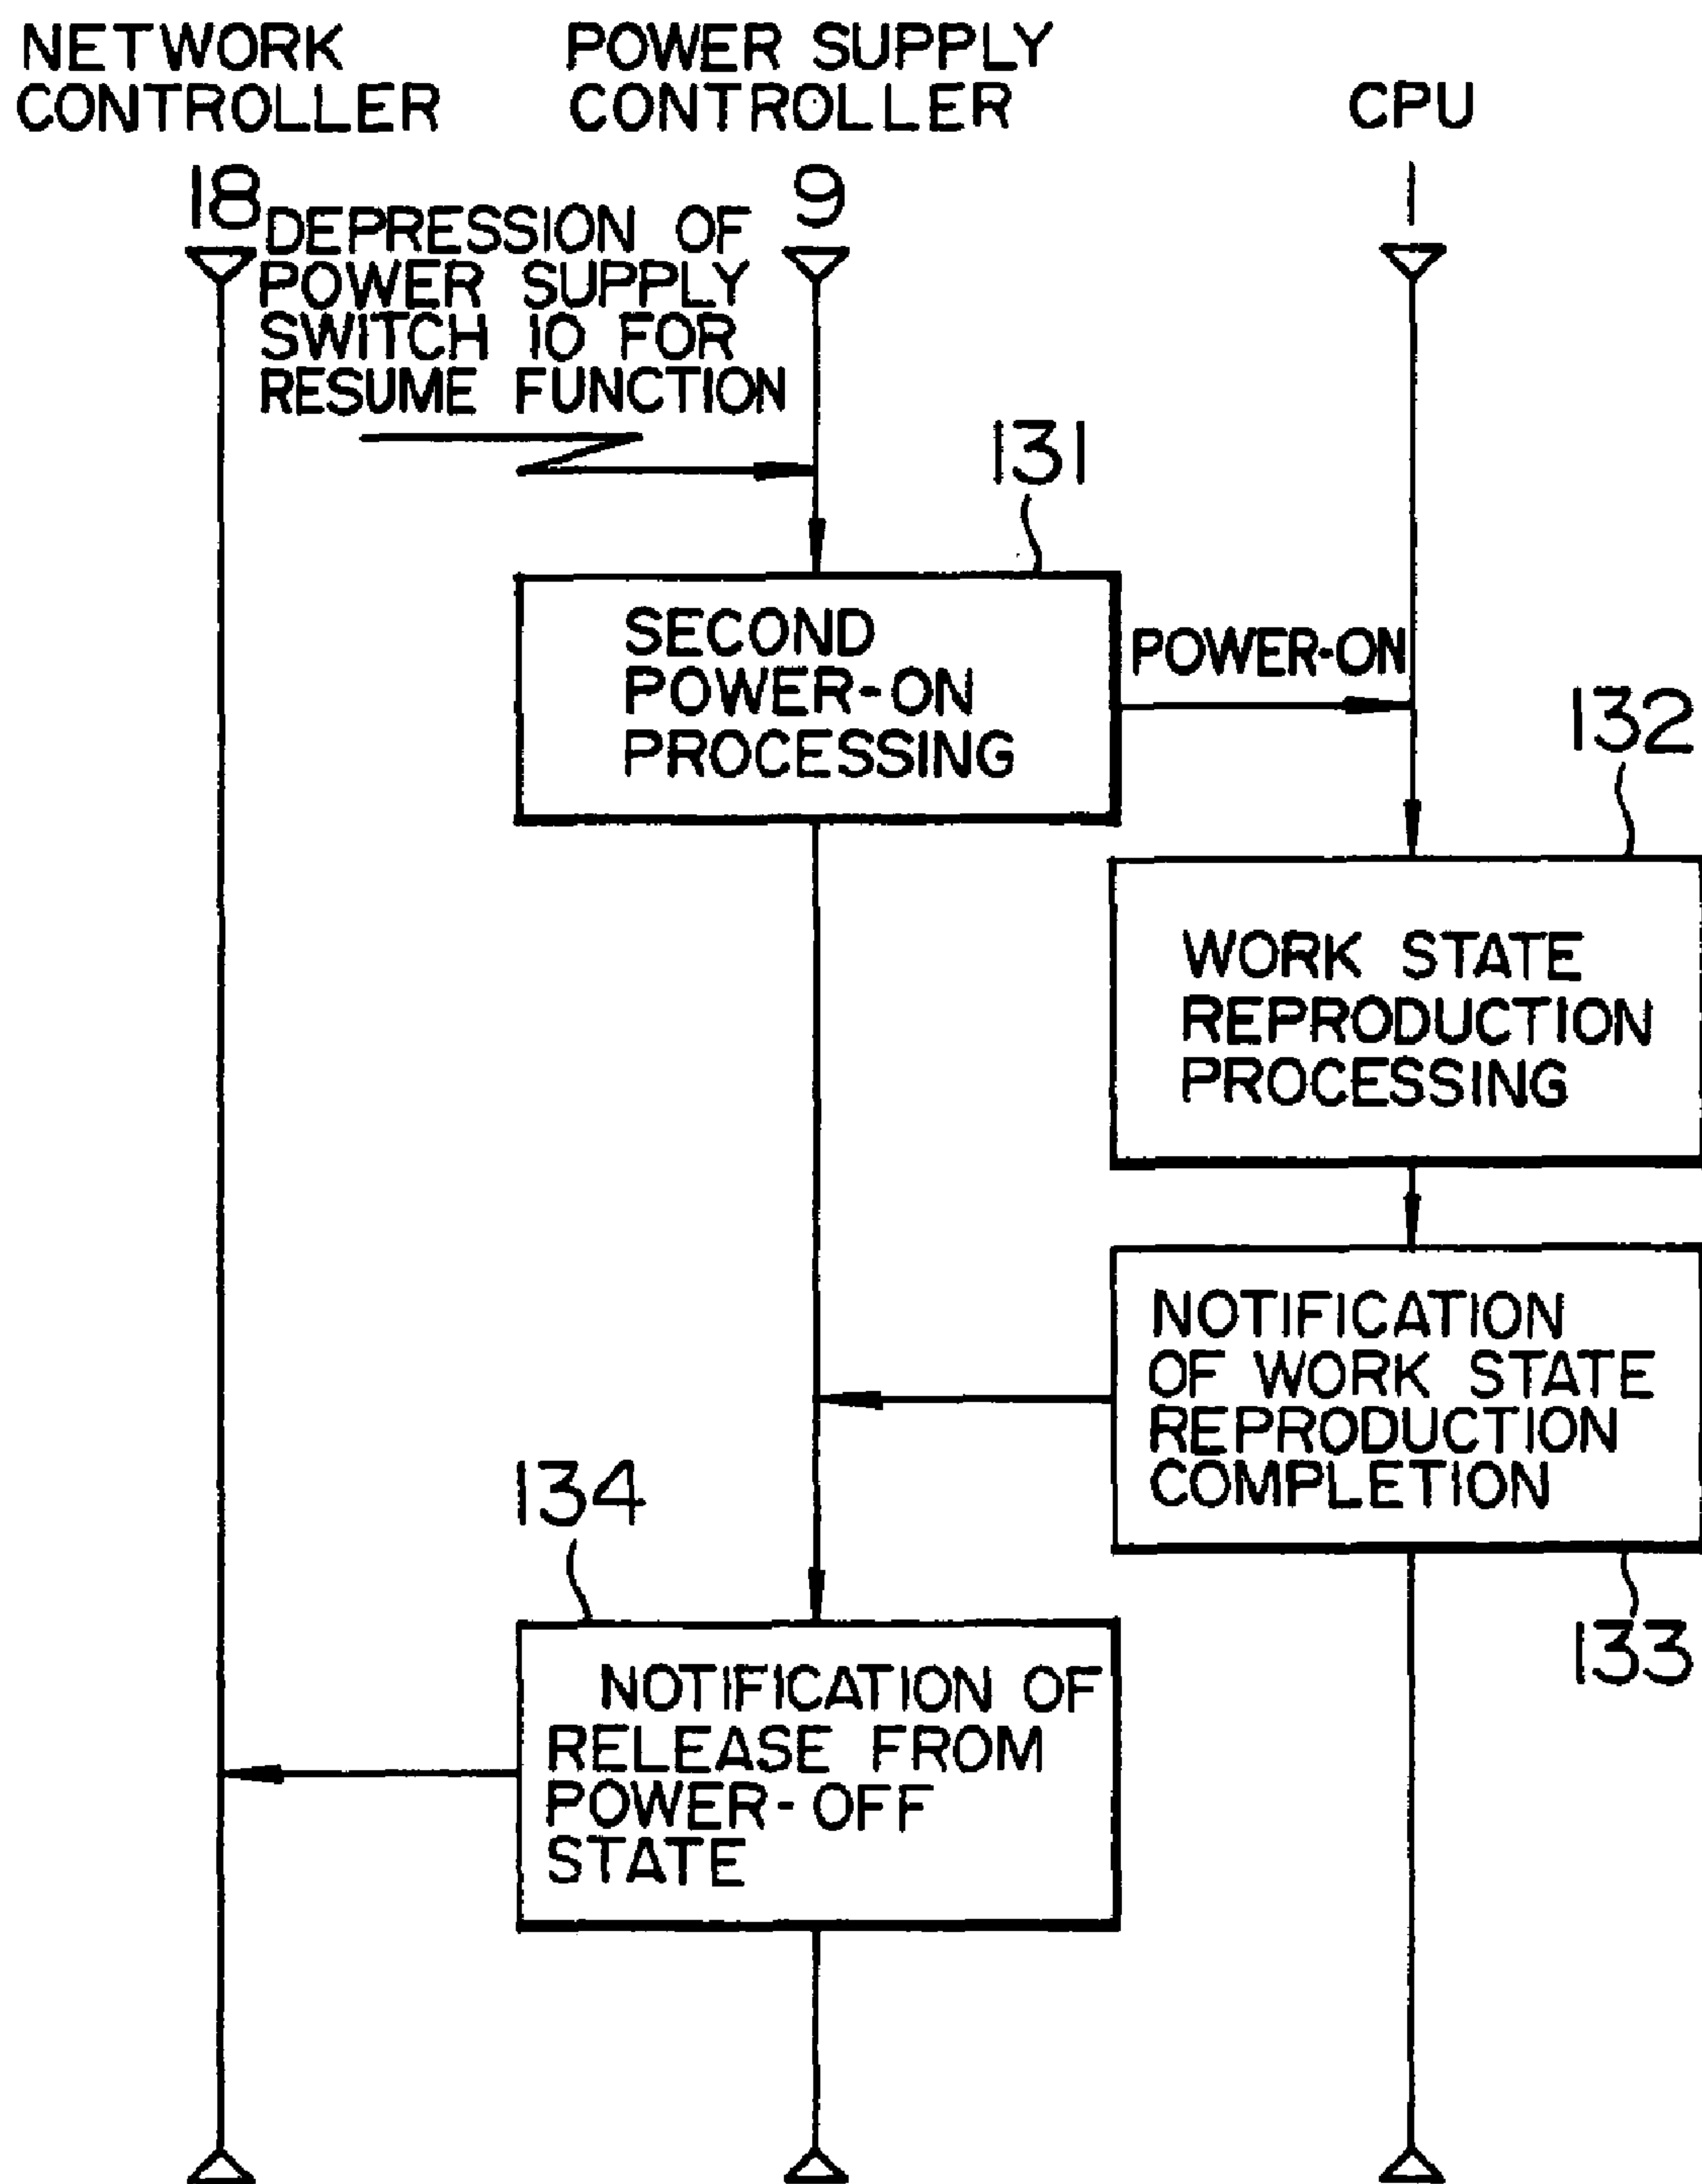 NETWORK
CONTROLLER
18
POWER SUPPLY
CONTROLLER
9
CPU
1
DEPRESSION OF
POWER SUPPLY
SWITCH 10 FOR
RESUME FUNCTION
131
SECOND
POWER-ON
PROCESSING
POWER-ON
132
WORK STATE
REPRODUCTION
PROCESSING
NOTIFICATION
OF WORK STATE
REPRODUCTION
COMPLETION
133
134
NOTIFICATION OF
RELEASE FROM
POWER-OFF
STATE